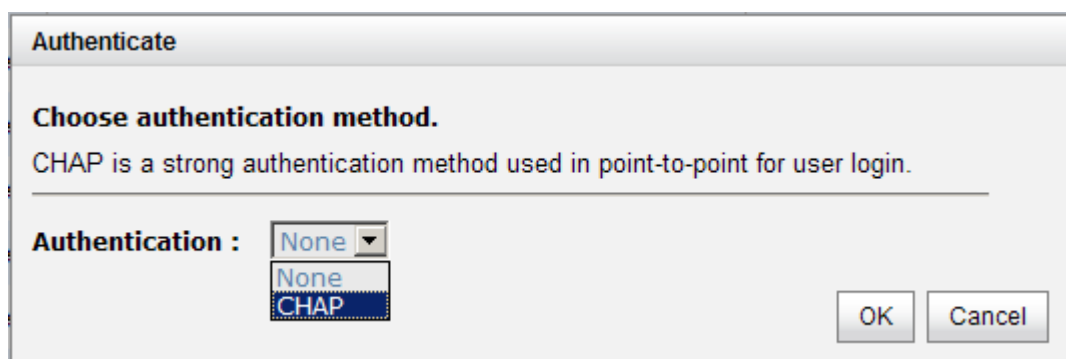 Authenticate
Choose authentication method.
CHAP is a strong authentication method used in point-to-point for user login.
Authentication : None
None
CHAP
OK Cancel